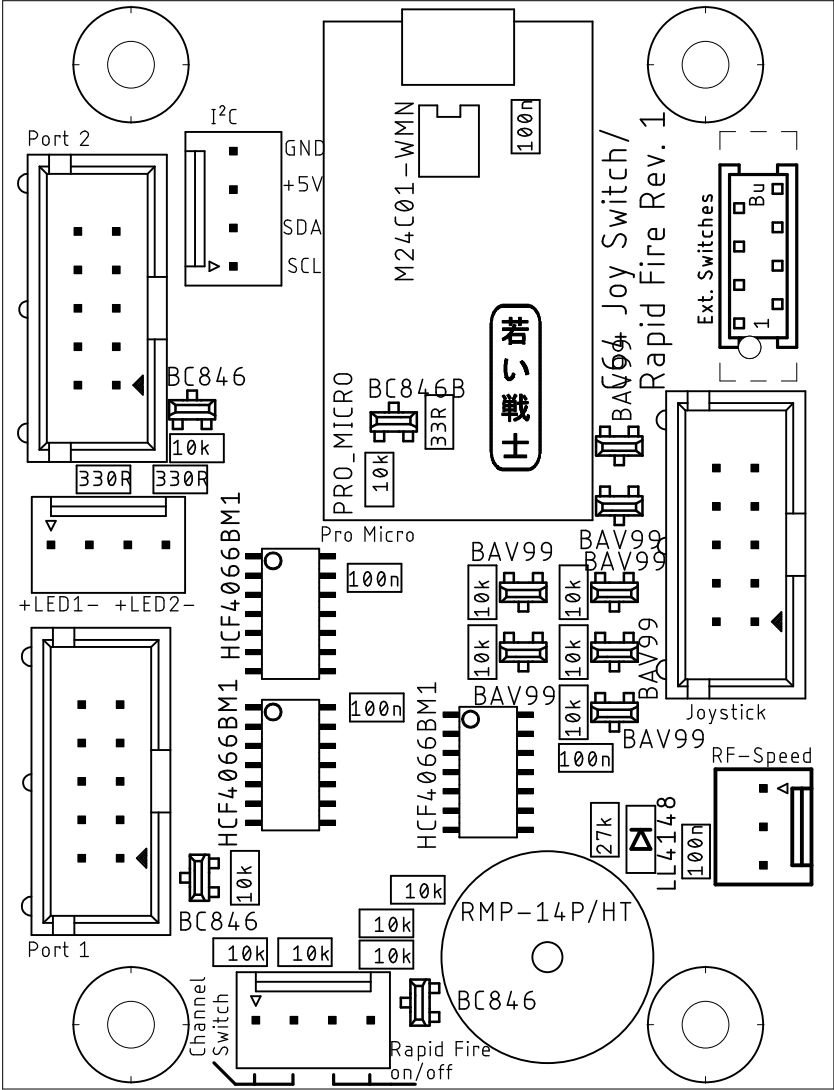 I²C
Port 2
GND
+5V
SDA
SCL
M24C01-WMN
100n
C64 Joy Switch/
Rapid Fire Rev. 1
Ext. Switches
Bu
1
若い戦士
BC846
10k
330R
330R
PRO_MICRO
BC846B
33R
10k
BAV99
Pro Micro
+LED1- +LED2-
HCF4066BM1
100n
BAV99
BAV99
BAV99
10k
10k
10k
10k
BAV99
BAV99
10k
BAV99
100n
Joystick
HCF4066BM1
100n
HCF4066BM1
RF-Speed
27k
LL4148
100n
10k
BC846
Port 1
10k
10k
10k
10k
10k
RMP-14P/HT
BC846
Channel
Switch
Rapid Fire
on/off